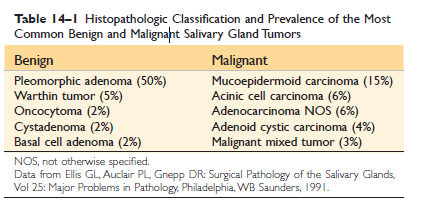 Table 14–1 Histopathologic Classification and Prevalence of the Most
Common Benign and Malignant Salivary Gland Tumors
Benign Malignant
Pleomorphic adenoma (50%) Mucoepidermoid carcinoma (15%)
Warthin tumor (5%) Acinic cell carcinoma (6%)
Oncocytoma (2%) Adenocarcinoma NOS (6%)
Cystadenoma (2%) Adenoid cystic carcinoma (4%)
Basal cell adenoma (2%) Malignant mixed tumor (3%)
NOS, not otherwise specified.
Data from Ellis GL, Auclair PL, Gnepp DR: Surgical Pathology of the Salivary Glands,
Vol 25: Major Problems in Pathology, Philadelphia, WB Saunders, 1991.